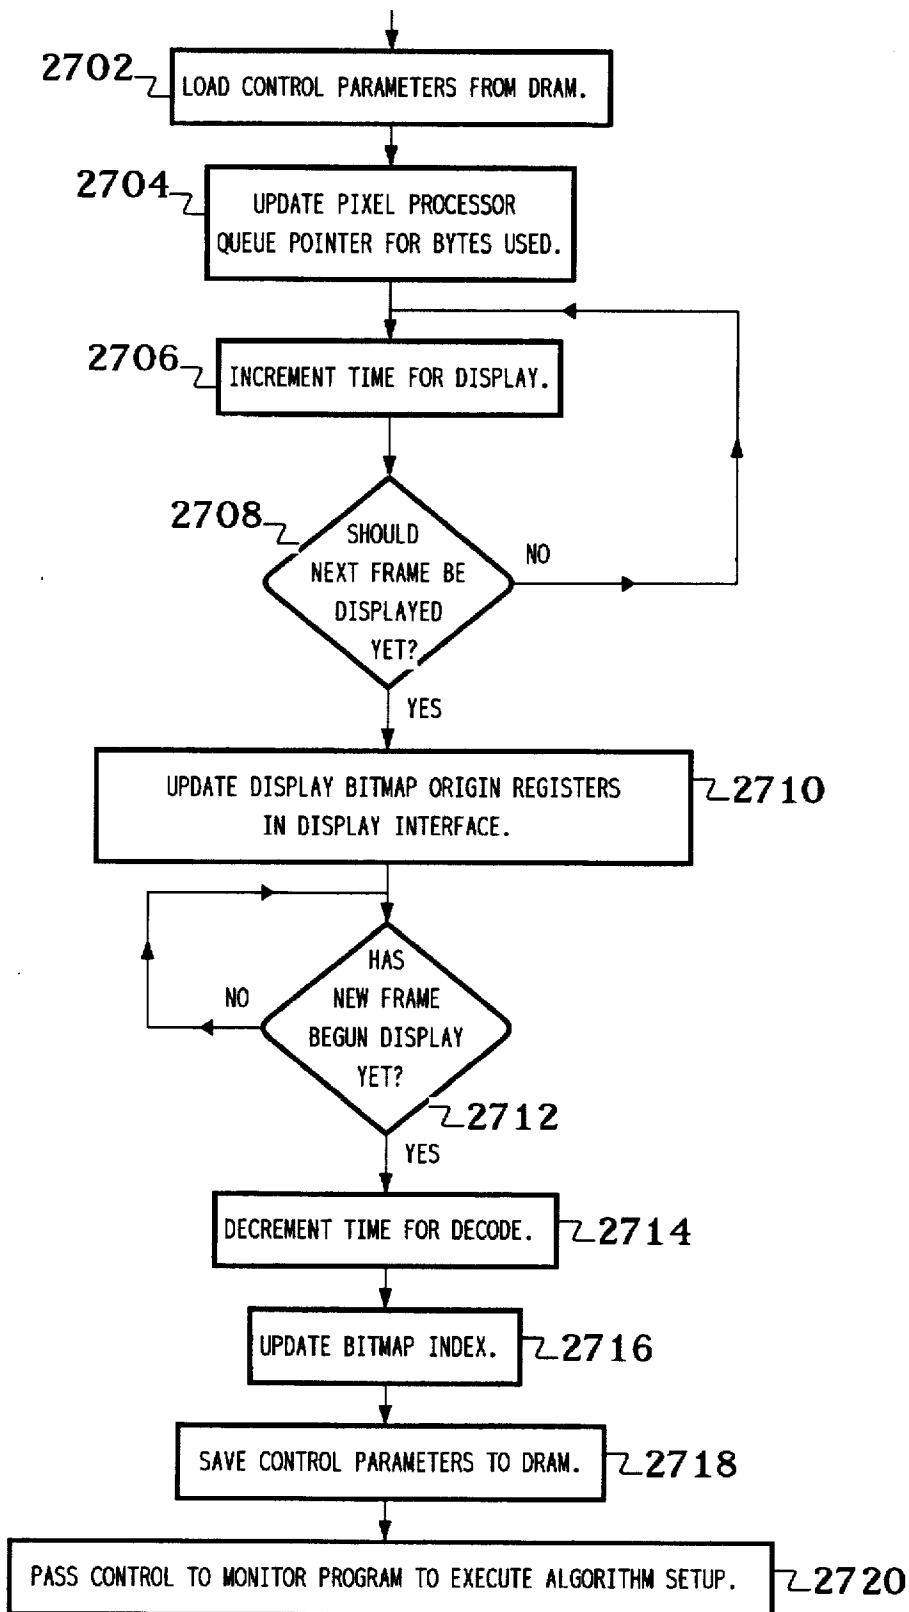 2702
LOAD CONTROL PARAMETERS FROM DRAM.
2704
UPDATE PIXEL PROCESSOR
QUEUE POINTER FOR BYTES USED.
2706
INCREMENT TIME FOR DISPLAY.
2708
SHOULD
NEXT FRAME BE
DISPLAYED
YET?
NO
YES
UPDATE DISPLAY BITMAP ORIGIN REGISTERS
IN DISPLAY INTERFACE.
2710
HAS
NEW FRAME
BEGUN DISPLAY
YET?
NO
2712
YES
DECREMENT TIME FOR DECODE.
2714
UPDATE BITMAP INDEX.
2716
SAVE CONTROL PARAMETERS TO DRAM.
2718
PASS CONTROL TO MONITOR PROGRAM TO EXECUTE ALGORITHM SETUP.
2720